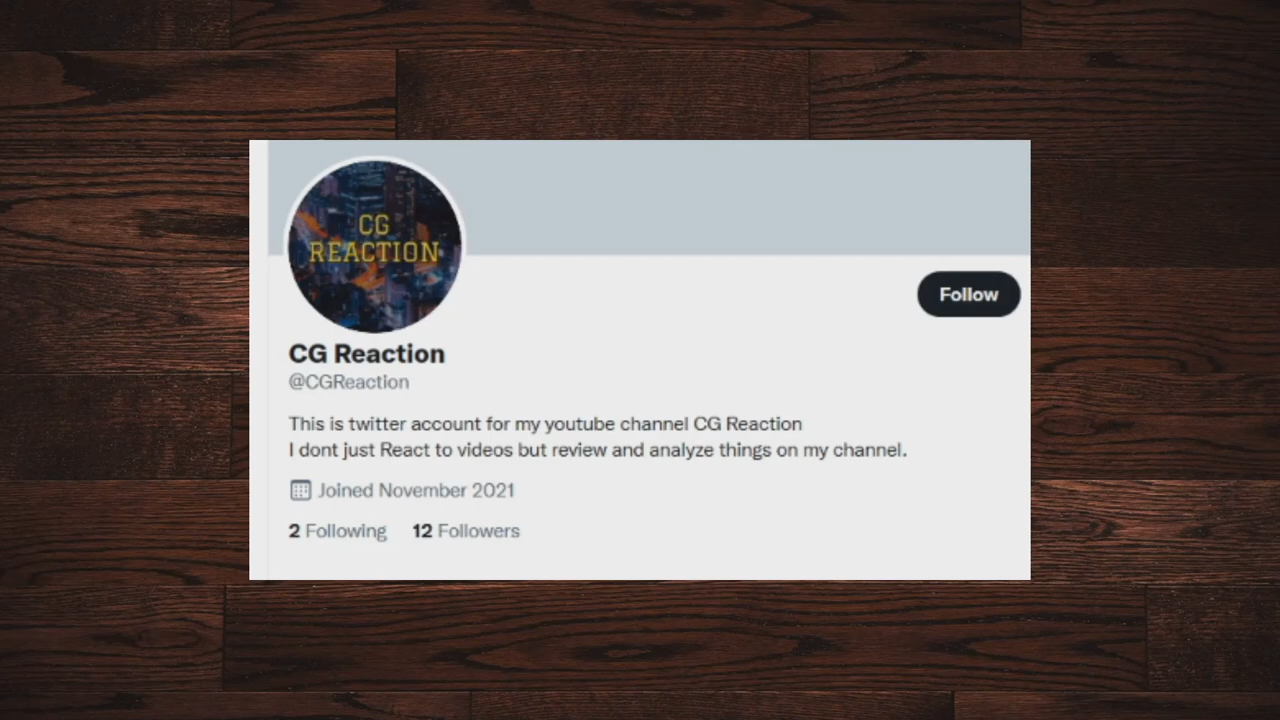 CG
REACTION
Follow
CG Reaction
@CGReaction
This is twitter account for my youtube channel CG Reaction
I dont just React to videos but review and analyze things on my channel.
Joined November 2021
2 Following 12 Followers